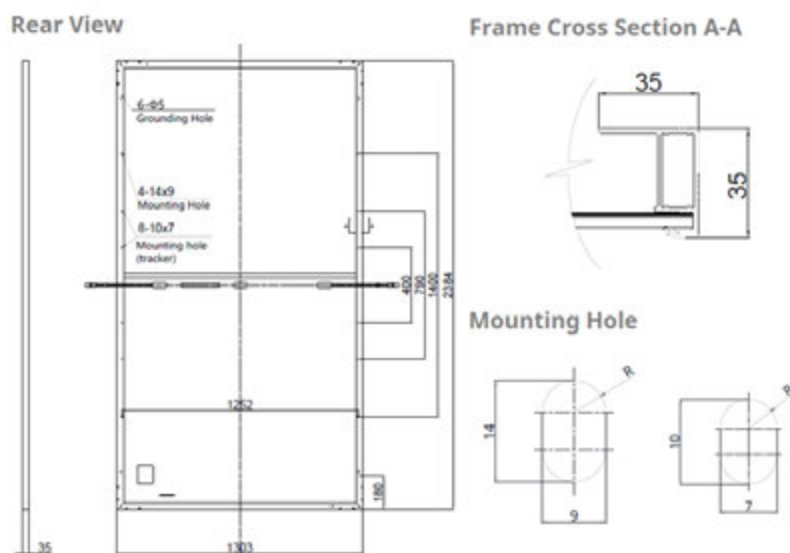 Rear View
Frame Cross Section A-A
35
35
6-Φ5
Grounding Hole
4-14x9
Mounting Hole
8-10x7
Mounting hole
(tracker)
400
790
1400
2384
Mounting Hole
R
R
14
10
9
7
1252
180
35
1303